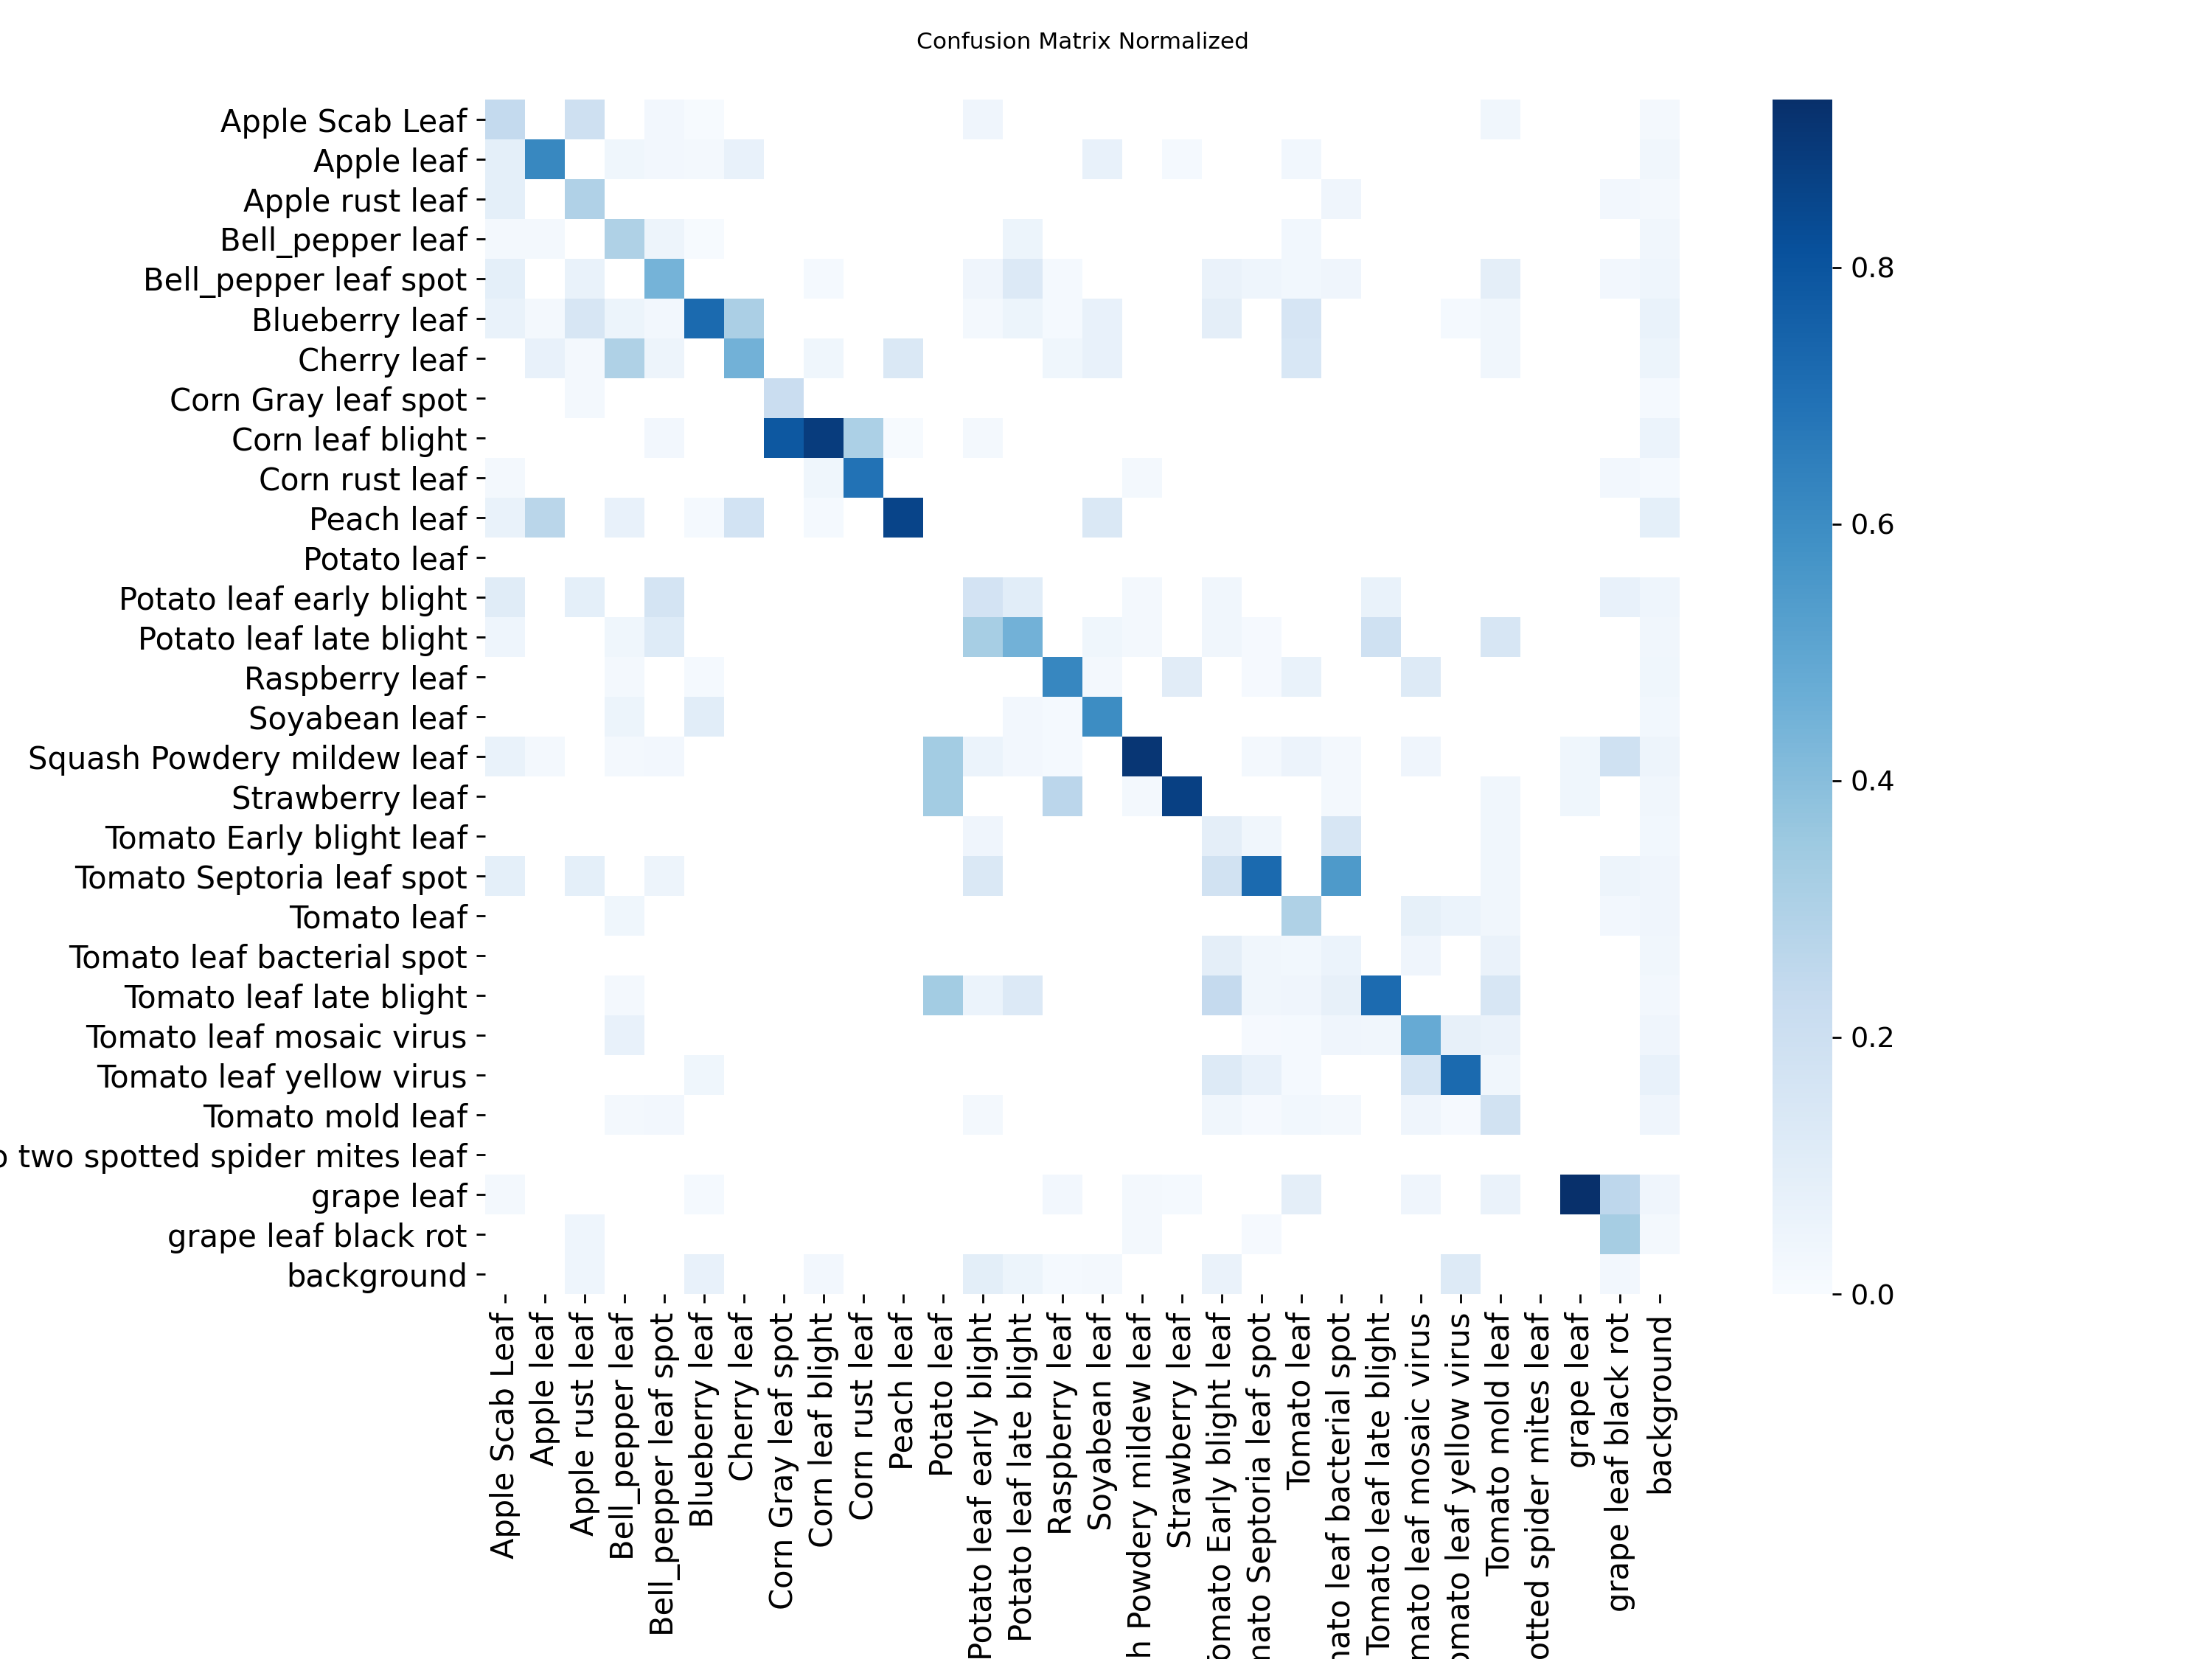 Confusion Matrix Normalized
Apple Scab Leaf
Apple leaf
Apple rust leaf
Bell_pepper leaf
Bell_pepper leaf spot
Blueberry leaf
Cherry leaf
Corn Gray leaf spot
Corn leaf blight
Corn rust leaf
Peach leaf
Potato leaf
Potato leaf early blight
Potato leaf late blight
Raspberry leaf
Soyabean leaf
Squash Powdery mildew leaf
Strawberry leaf
Tomato Early blight leaf
Tomato Septoria leaf spot
Tomato leaf
Tomato leaf bacterial spot
Tomato leaf late blight
Tomato leaf mosaic virus
Tomato leaf yellow virus
Tomato mold leaf
two spotted spider mites leaf
grape leaf
grape leaf black rot
background
Apple Scab Leaf
Apple leaf
Apple rust leaf
Bell_pepper leaf
Bell_pepper leaf spot
Blueberry leaf
Cherry leaf
Corn Gray leaf spot
Corn leaf blight
Corn rust leaf
Peach leaf
Potato leaf
Potato leaf early blight
Potato leaf late blight
Raspberry leaf
Soyabean leaf
h Powdery mildew leaf
Strawberry leaf
omato Early blight leaf
mato Septoria leaf spot
Tomato leaf
mato leaf bacterial spot
Tomato leaf late blight
mato leaf mosaic virus
omato leaf yellow virus
Tomato mold leaf
otted spider mites leaf
grape leaf
grape leaf black rot
background
0.8
0.6
0.4
0.2
0.0